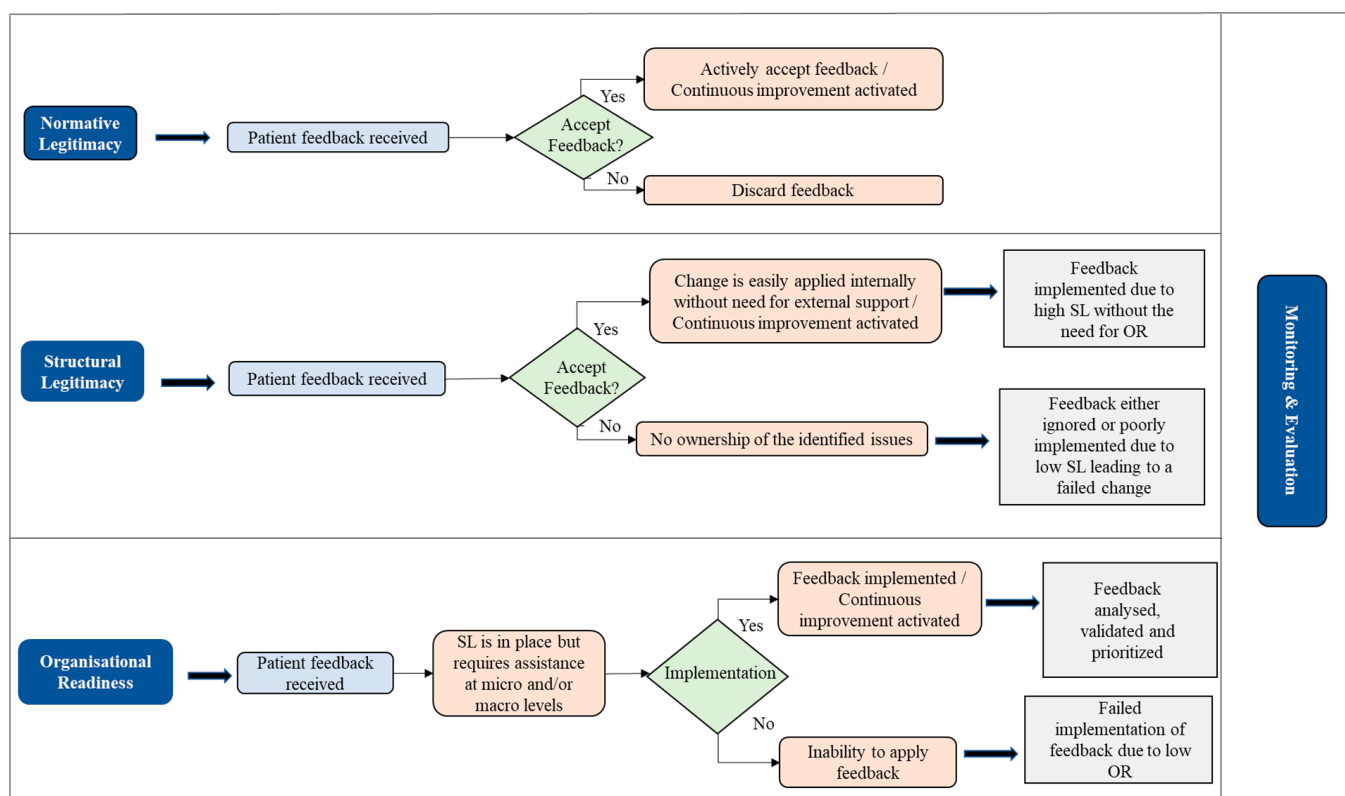 Normative
Legitimacy
Patient feedback received
Accept
Feedback?
Yes
Actively accept feedback /
Continuous improvement activated
No
Discard feedback
Structural
Legitimacy
Patient feedback received
Accept
Feedback?
Yes
Change is easily applied internally
without need for external support /
Continuous improvement activated
Feedback
implemented due to
high SL without the
need for OR
No
No ownership of the identified issues
Feedback either
ignored or poorly
implemented due to
low SL leading to a
failed change
Organisational
Readiness
Patient feedback
received
SL is in place but
requires assistance
at micro and/or
macro levels
Implementation
Yes
Feedback implemented /
Continuous
improvement activated
Feedback
analysed,
validated and
prioritized
No
Inability to apply
feedback
Failed
implementation of
feedback due to low
OR
Monitoring & Evaluation